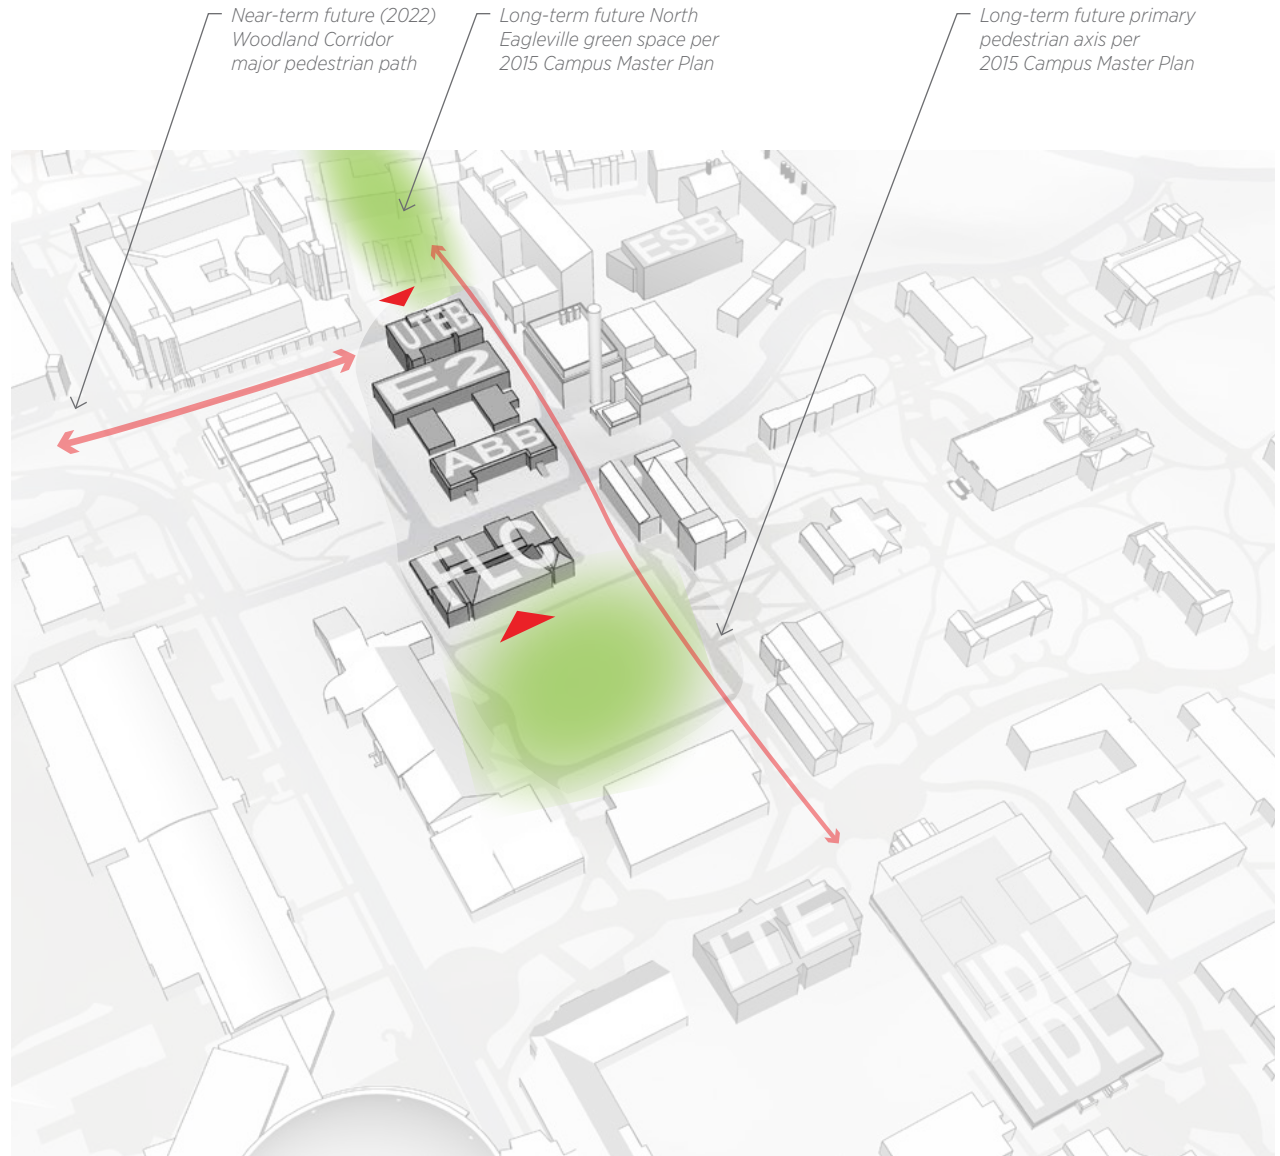 Near-term future (2022)
Woodland Corridor
major pedestrian path
Long-term future North
Eagleville green space per
2015 Campus Master Plan
Long-term future primary
pedestrian axis per
2015 Campus Master Plan
ESB
UTEB
E2
ABB
FLC
ITE
HBL